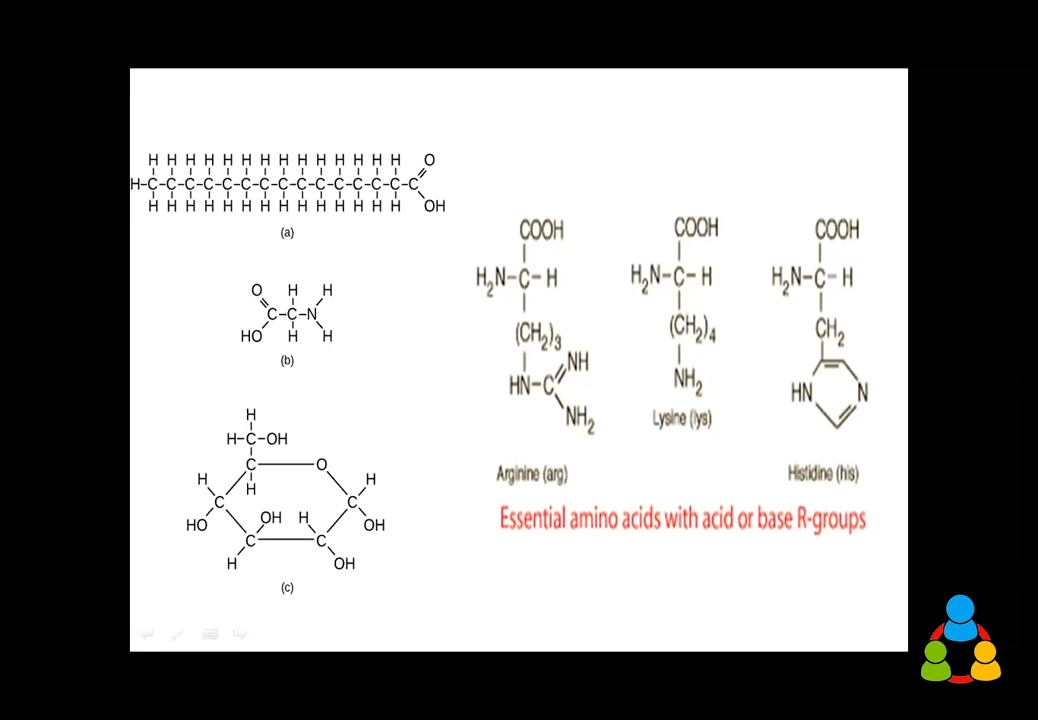 H H H H H H H H H H H H H H O
H-C-C-C-C-C-C-C-C-C-C-C-C-C-C-C
H H H H H H H H H H H H H H OH
(a)
O H H
C-C-N
HO H H
(b)
H
H-C-OH
C O
H H H
C C
HO OH H OH
C C
H OH
(c)
COOH
H2N-C-H
(CH2)3
NH
HN-C
NH2
Arginine (arg)
COOH
H2N-C-H
(CH2)4
NH2
Lysine (lys)
COOH
H2N-C-H
CH2
HN N
Histidine (his)
Essential amino acids with acid or base R-groups